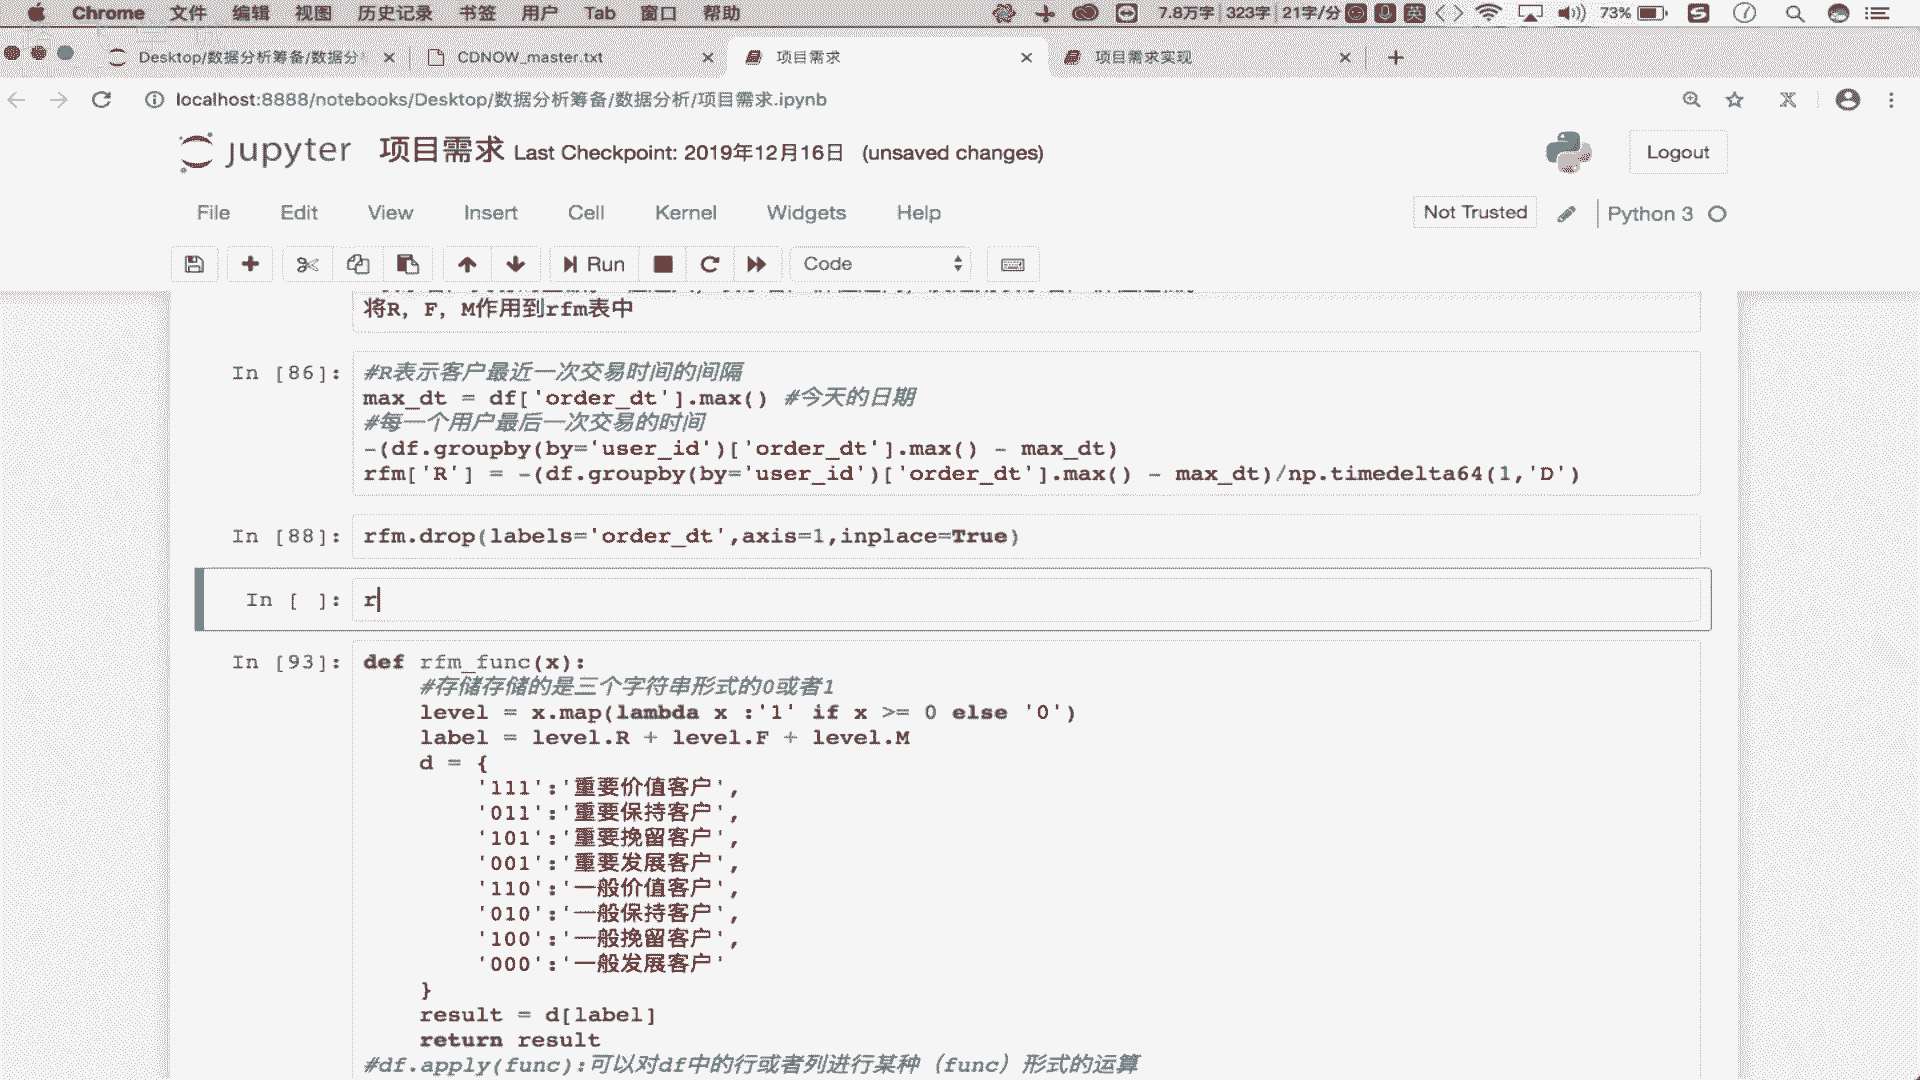 Chrome 文件 编辑 视图 历史记录 书签 用户 Tab 窗口 帮助 7.8万字 323字 21字/分 英 73%
Desktop/数据分析筹备/数据分 CDNOW_master.txt 项目需求 项目需求实现
localhost:8888/notebooks/Desktop/数据分析筹备/数据分析/项目需求.ipynb
jupyter 项目需求 Last Checkpoint: 2019年12月16日 (unsaved changes) Logout
File Edit View Insert Cell Kernel Widgets Help Not Trusted Python 3
Run Code
将R, F, M作用到rfm表中
In [86]: #R表示客户最近一次交易时间的间隔
max_dt = df['order_dt'].max() #今天的日期
#每一个用户最后一次交易的时间
-(df.groupby(by='user_id')['order_dt'].max() - max_dt)
rfm['R'] = -(df.groupby(by='user_id')['order_dt'].max() - max_dt)/np.timedelta64(1,'D')
In [88]: rfm.drop(labels='order_dt',axis=1,inplace=True)
In [ ]: r
In [93]: def rfm_func(x):
#存储存储的是三个字符串形式的0或者1
level = x.map(lambda x :'1' if x >= 0 else '0')
label = level.R + level.F + level.M
d = {
'111':'重要价值客户',
'011':'重要保持客户',
'101':'重要挽留客户',
'001':'重要发展客户',
'110':'一般价值客户',
'010':'一般保持客户',
'100':'一般挽留客户',
'000':'一般发展客户'
}
result = d[label]
return result
#df.apply(func):可以对df中的行或者列进行某种（func）形式的运算